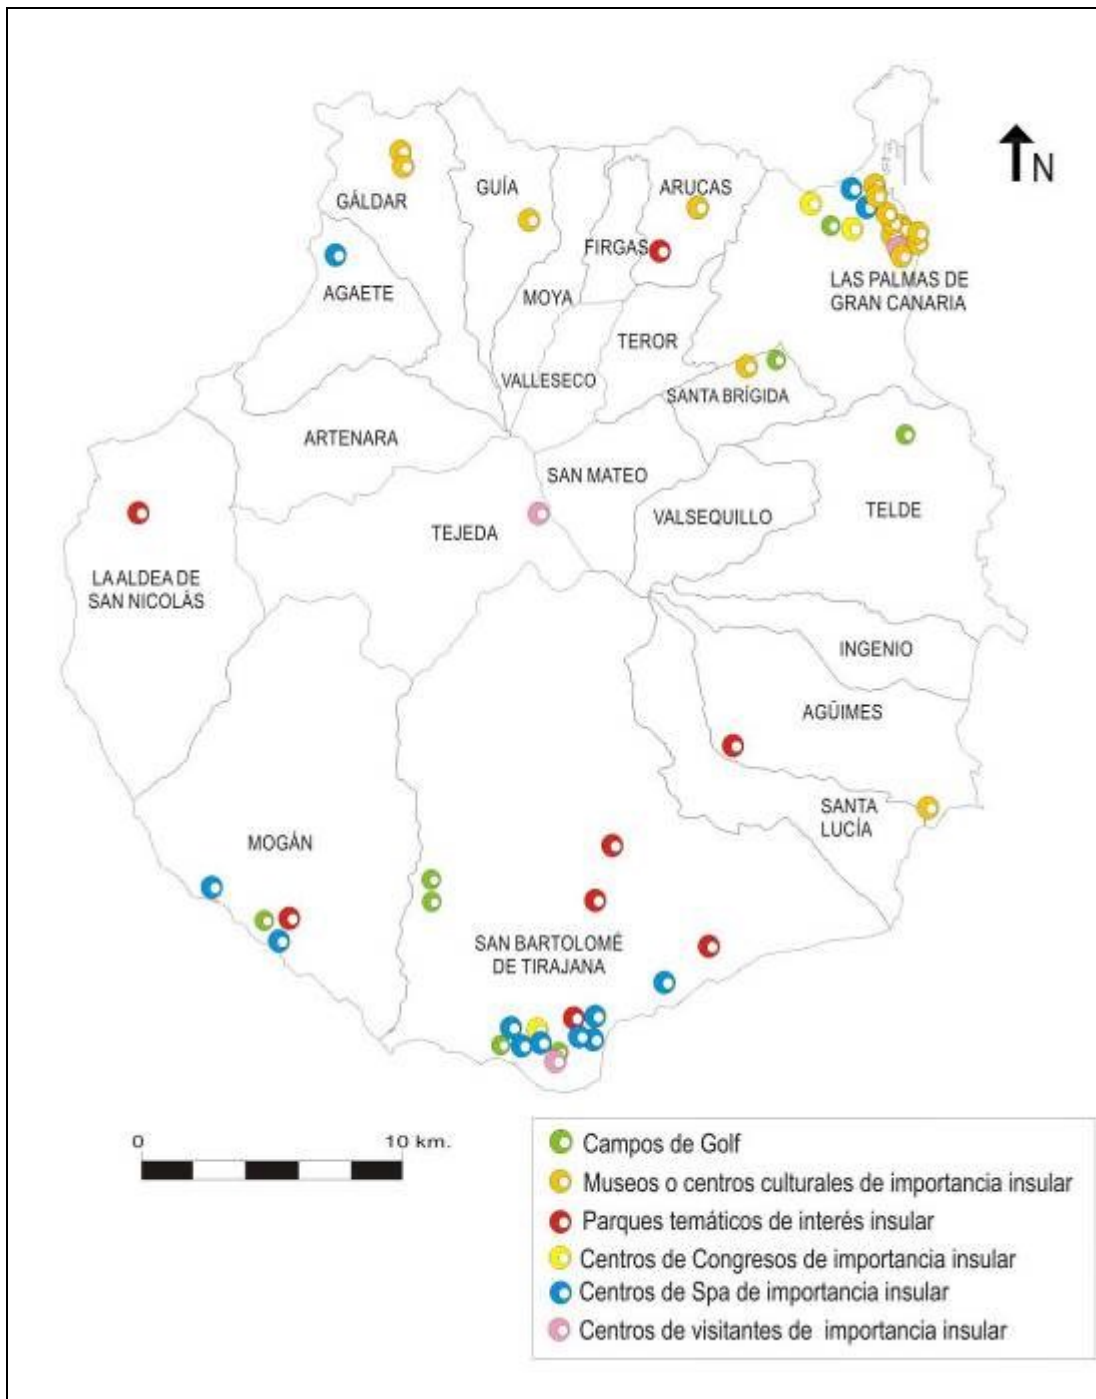 N
GÁLDAR
GUÍA
ARUCAS
FIRGAS
AGAETE
MOYA
LAS PALMAS DE
GRAN CANARIA
TEROR
VALLESECO
SANTA BRÍGIDA
ARTENARA
SAN MATEO
TEJEDA
VALSEQUILLO
TELDE
LA ALDEA DE
SAN NICOLÁS
INGENIO
AGÜIMES
SANTA
LUCÍA
MOGÁN
SAN BARTOLOMÉ
DE TIRAJANA
0 10 km.
Campos de Golf
Museos o centros culturales de importancia insular
Parques temáticos de interés insular
Centros de Congresos de importancia insular
Centros de Spa de importancia insular
Centros de visitantes de importancia insular